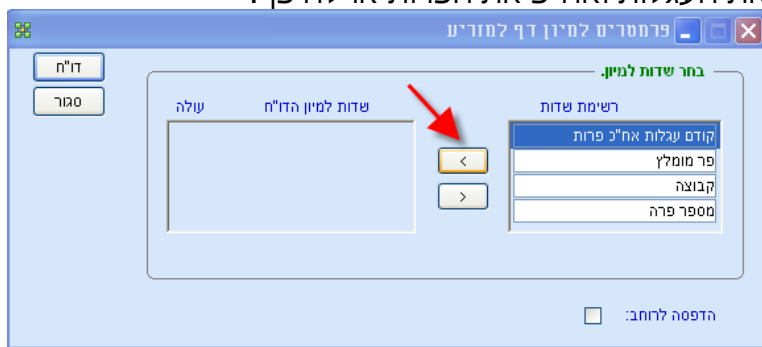 פרמטרים למיון דף למזריע
בחר שדות למיון.
רשימת שדות
שדות למיון הדו"ח
עולה
דו"ח
סגור
קודם עגלות אח"כ פרות
פר מומלץ
קבוצה
מספר פרה
<
>
הדפסה לרוחב: